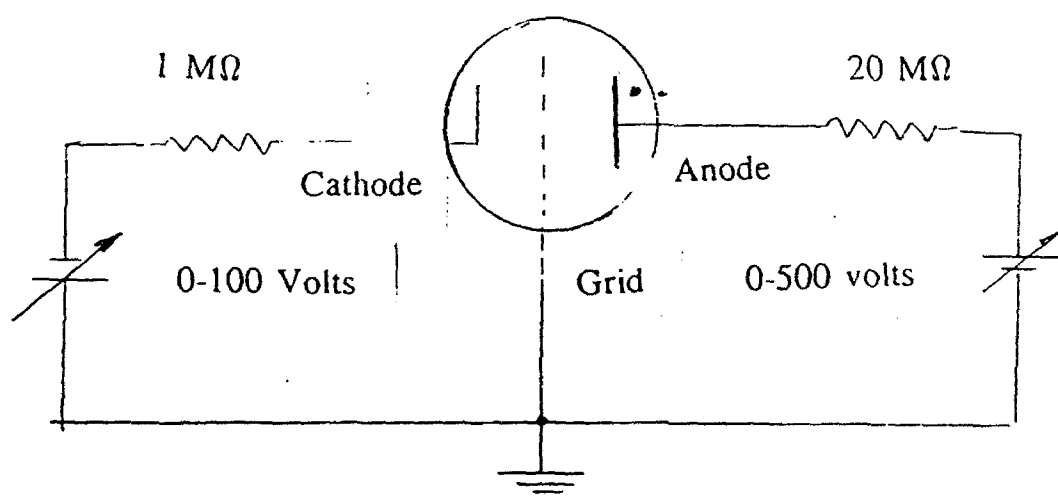 1 MΩ
20 MΩ
Cathode
Anode
0-100 Volts
Grid
0-500 volts